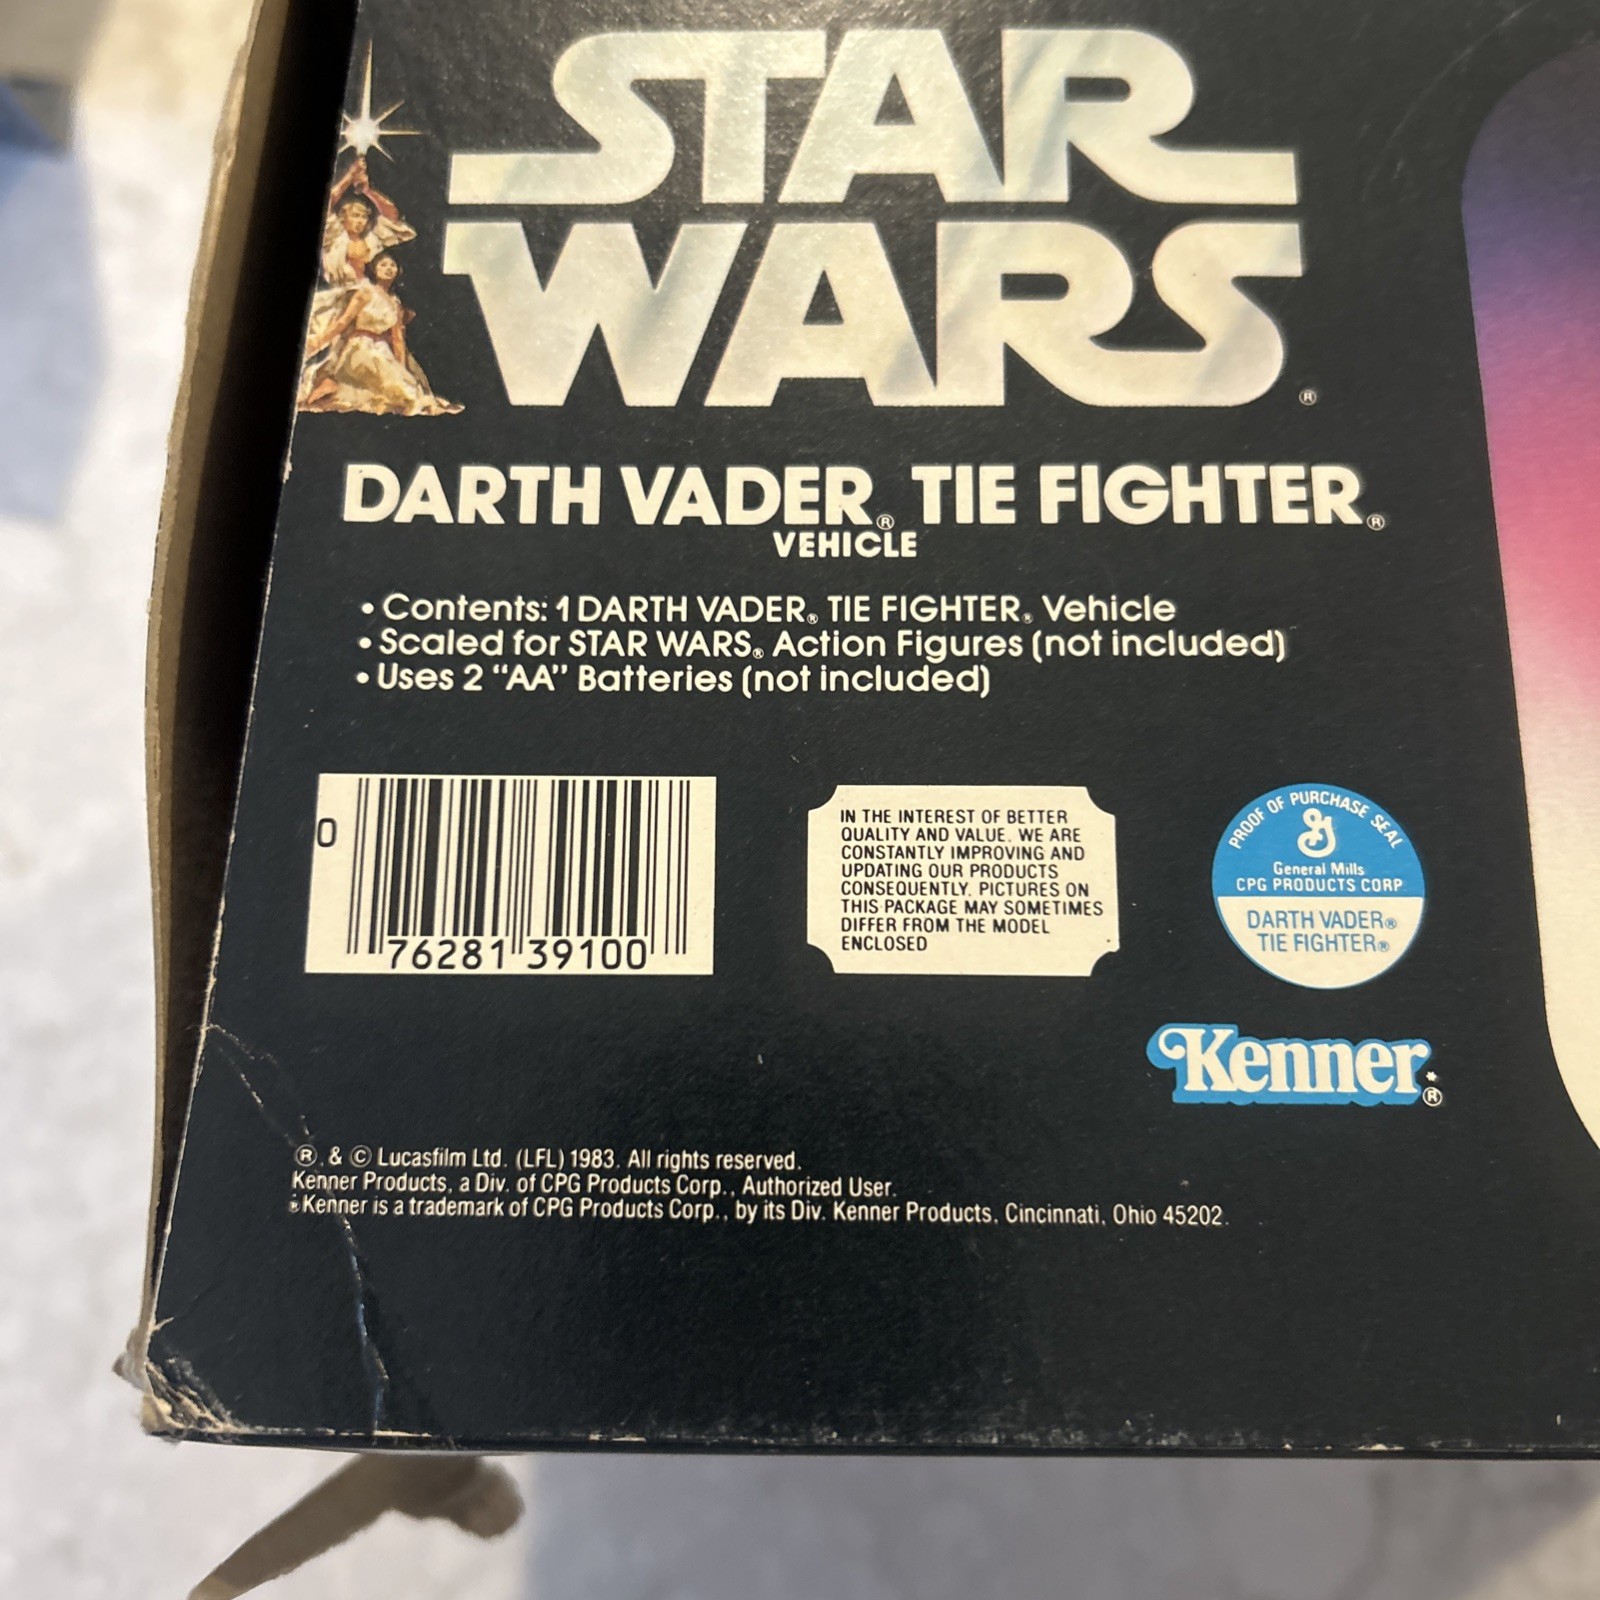 STAR
WARS®
DARTH VADER® TIE FIGHTER®
VEHICLE
• Contents: 1 DARTH VADER® TIE FIGHTER® Vehicle
• Scaled for STAR WARS® Action Figures (not included)
• Uses 2 "AA" Batteries (not included)
0 76281 39100
IN THE INTEREST OF BETTER
QUALITY AND VALUE, WE ARE
CONSTANTLY IMPROVING AND
UPDATING OUR PRODUCTS
CONSEQUENTLY, PICTURES ON
THIS PACKAGE MAY SOMETIMES
DIFFER FROM THE MODEL
ENCLOSED
PROOF OF PURCHASE SEAL
G
General Mills
CPG PRODUCTS CORP
DARTH VADER®
TIE FIGHTER®
Kenner*®
®, & © Lucasfilm Ltd. (LFL) 1983. All rights reserved.
Kenner Products, a Div. of CPG Products Corp., Authorized User.
*Kenner is a trademark of CPG Products Corp., by its Div. Kenner Products, Cincinnati, Ohio 45202.